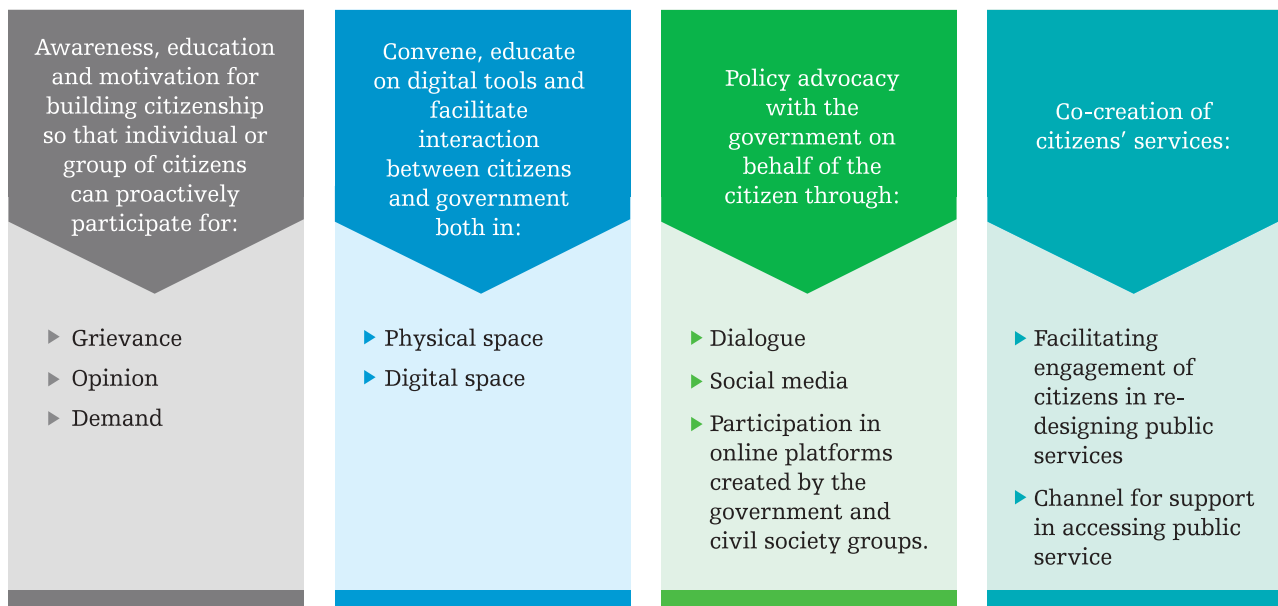 Awareness, education
and motivation for
building citizenship
so that individual or
group of citizens
can proactively
participate for:
Grievance
Opinion
Demand
Convene, educate
on digital tools and
facilitate
interaction
between citizens
and government
both in:
Physical space
Digital space
Policy advocacy
with the
government on
behalf of the
citizen through:
Dialogue
Social media
Participation in
online platforms
created by the
government and
civil society groups.
Co-creation of
citizens’ services:
Facilitating
engagement of
citizens in re-
designing public
services
Channel for support
in accessing public
service